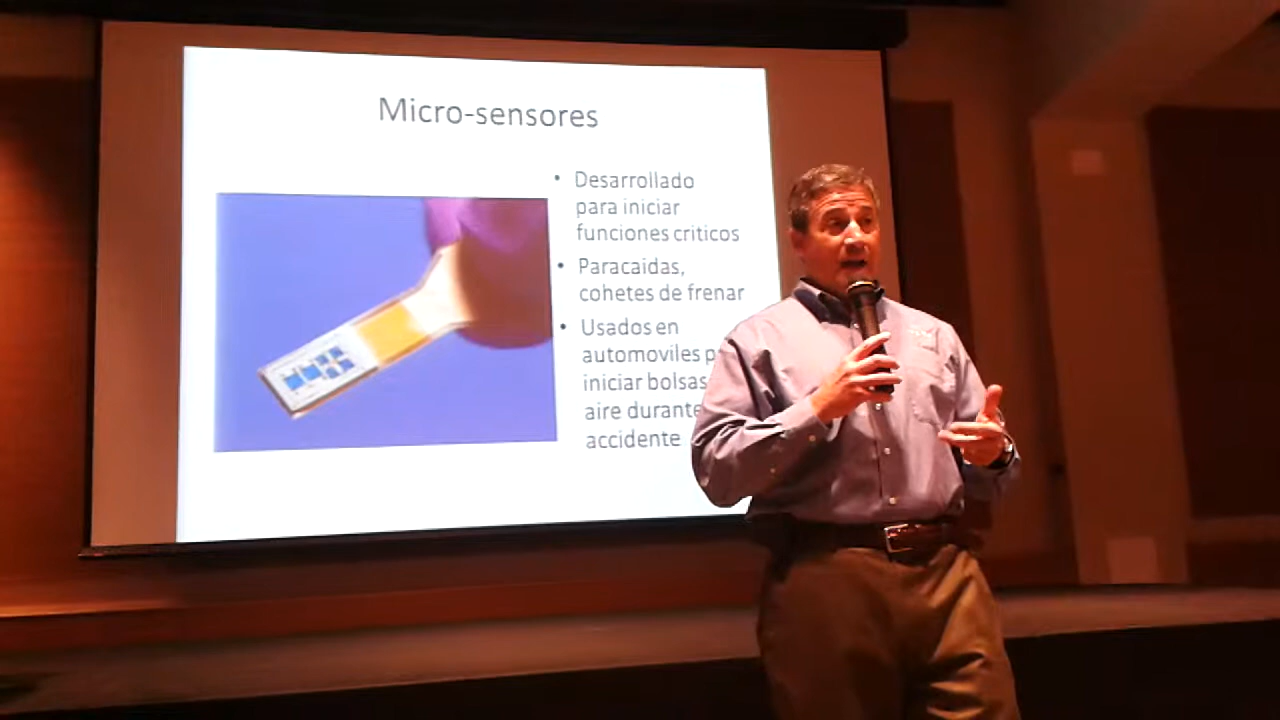 Micro-sensores
• Desarrollado
para iniciar
funciones criticos
• Paracaidas,
cohetes de frenar
• Usados en
automoviles p
iniciar bolsas
aire durante
accidente